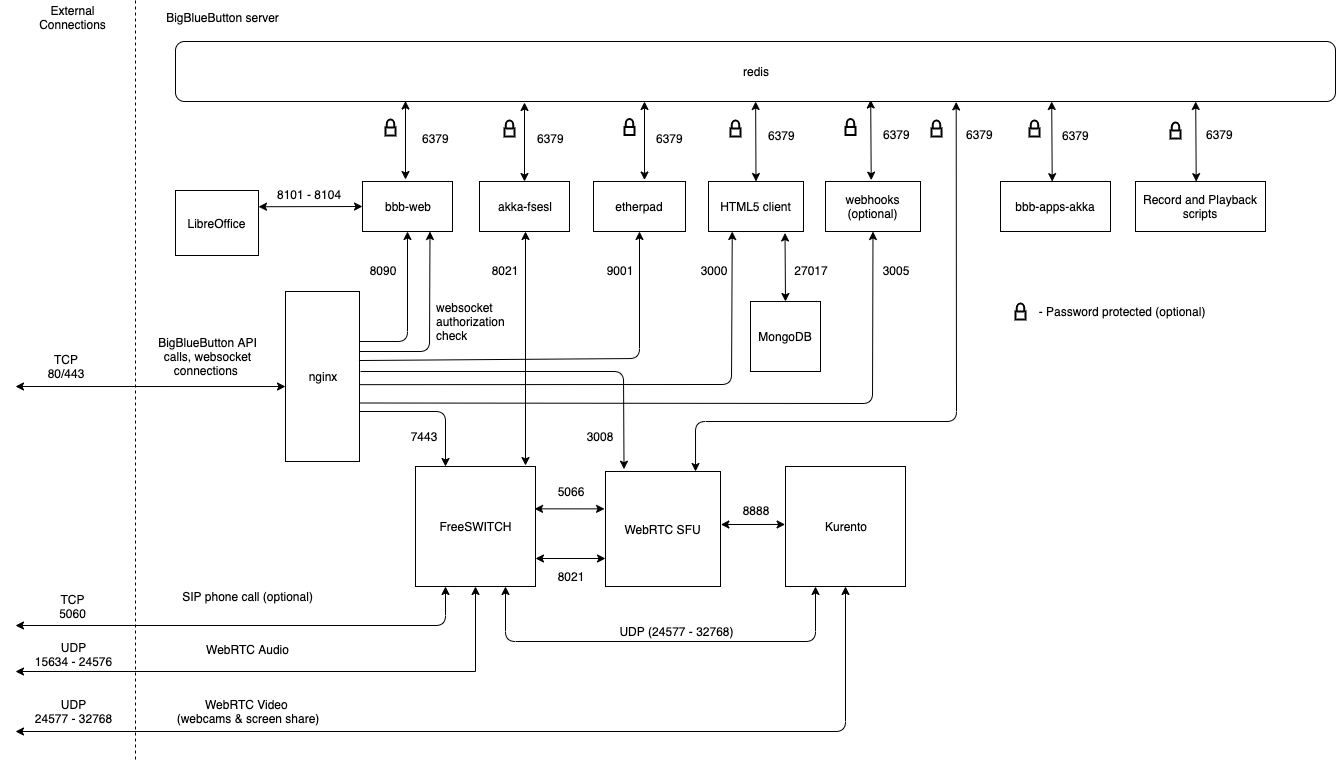 External
Connections
BigBlueButton server
redis
6379
6379
6379
6379
6379
6379
6379
6379
8101 - 8104
LibreOffice
bbb-web
akka-fsesl
etherpad
HTML5 client
webhooks
(optional)
bbb-apps-akka
Record and Playback
scripts
8090
8021
9001
3000
27017
3005
websocket
authorization
check
- Password protected (optional)
MongoDB
BigBlueButton API
calls, websocket
connections
TCP
80/443
nginx
7443
3008
FreeSWITCH
5066
8021
WebRTC SFU
8888
Kurento
TCP
5060
SIP phone call (optional)
UDP (24577 - 32768)
UDP
15634 - 24576
WebRTC Audio
UDP
24577 - 32768
WebRTC Video
(webcams & screen share)